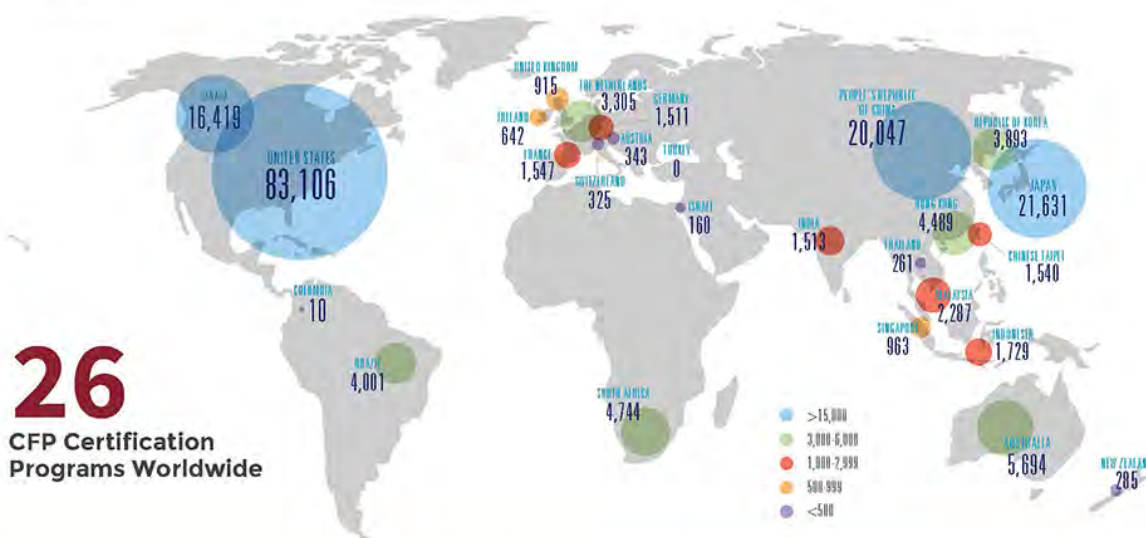 CANADA
16,419
UNITED STATES
83,106
COLOMBIA
10
BRAZIL
4,001
UNITED KINGDOM
915
IRELAND
642
THE NETHERLANDS
3,305
GERMANY
1,511
FRANCE
1,547
AUSTRIA
343
SWITZERLAND
325
TURKEY
0
ISRAEL
160
SOUTH AFRICA
4,744
PEOPLE'S REPUBLIC
OF CHINA
20,047
REPUBLIC OF KOREA
3,893
JAPAN
21,631
HONG KONG
4,489
CHINESE TAIPEI
1,540
INDIA
1,513
THAILAND
261
MALAYSIA
2,287
SINGAPORE
963
INDONESIA
1,729
AUSTRALIA
5,694
NEW ZEALAN
285
26
CFP Certification
Programs Worldwide
>15,000
3,000-6,000
1,000-2,999
500-999
<500